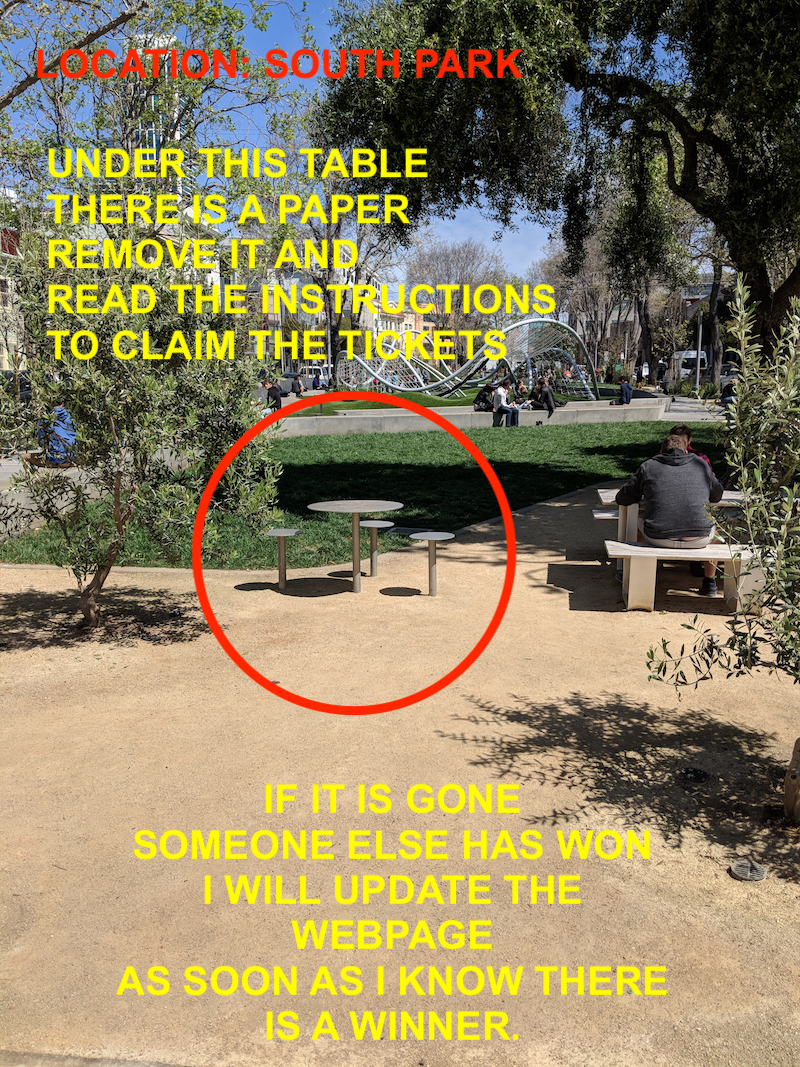 LOCATION: SOUTH PARK
UNDER THIS TABLE
THERE IS A PAPER
REMOVE IT AND
READ THE INSTRUCTIONS
TO CLAIM THE TICKETS
IF IT IS GONE
SOMEONE ELSE HAS WON
I WILL UPDATE THE
WEBPAGE
AS SOON AS I KNOW THERE
IS A WINNER.